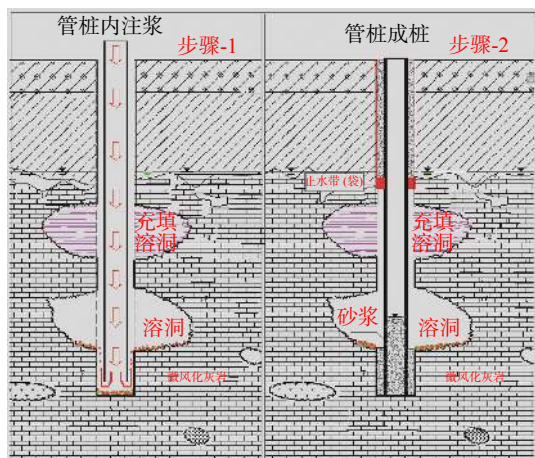 管桩内注浆
步骤-1
充填
溶洞
溶洞
微风化灰岩
管桩成桩
步骤-2
止水带(袋)
充填
溶洞
砂浆
溶洞
微风化灰岩